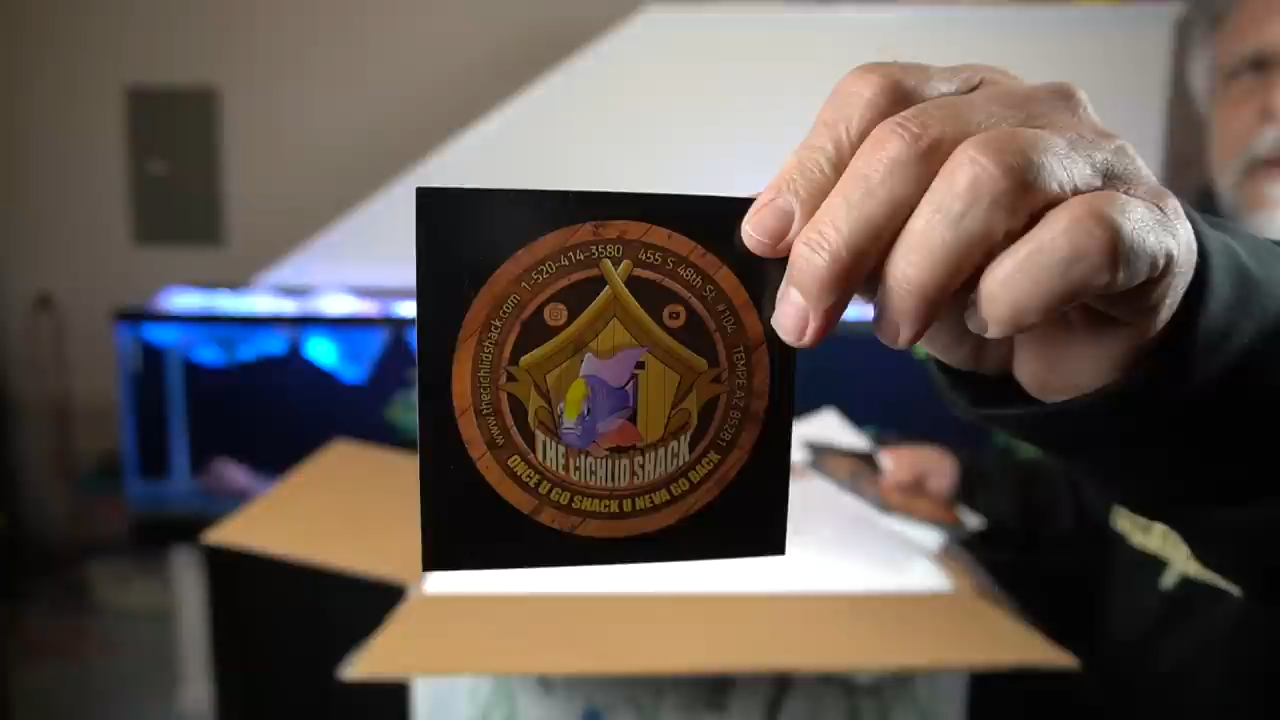 www.thecichlidshack.com 1-520-414-3580 455 S 48th St. #104 TEMPE AZ 85281
THE CICHLID SHACK
ONCE U GO SHACK U NEVA GO BACK